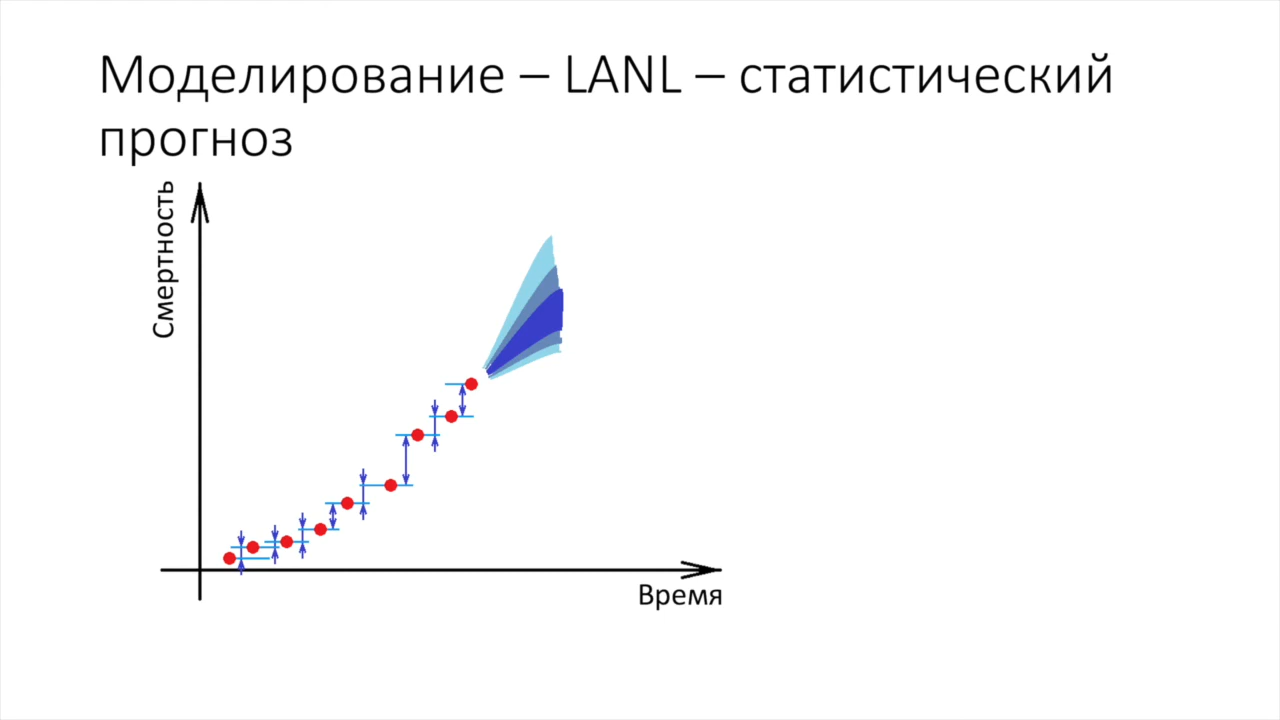 Моделирование – LANL – статистический
прогноз
Смертность
Время